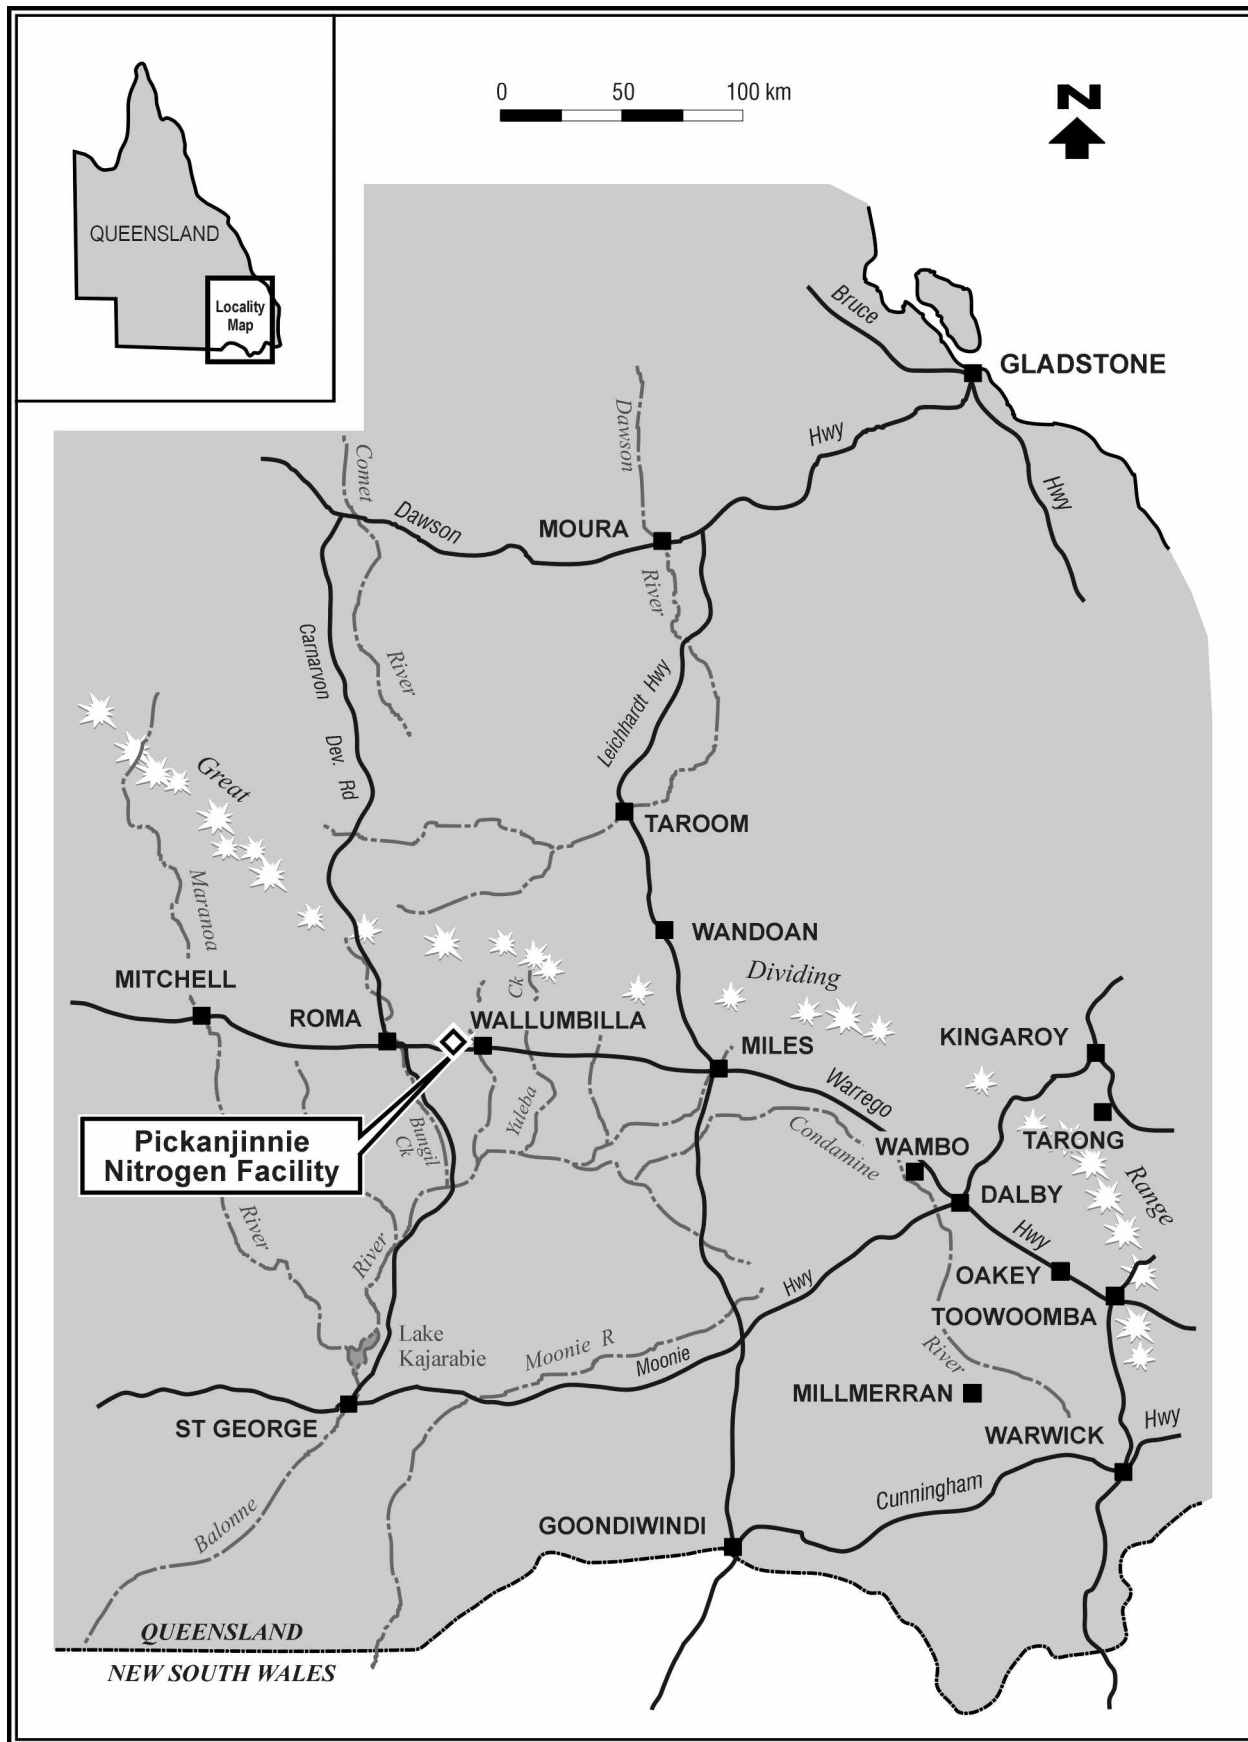 0 50 100 km
N
QUEENSLAND
Locality
Map
Bruce
GLADSTONE
Hwy
Hwy
Dawson
Comet
Dawson
MOURA
River
River
Carnarvon
Dev. Rd
Leichhardt Hwy
Great
TAROOM
Maranoa
WANDOAN
Dividing
MITCHELL
Ck
ROMA
WALLUMBILLA
MILES
KINGAROY
Warrego
Yuleba
Bungil
Ck
Condamine
TARONG
WAMBO
Pickanjinnie
Nitrogen Facility
Range
DALBY
River
River
Hwy
Hwy
OAKEY
TOOWOOMBA
Lake
Kajarabie
Moonie R
Moonie
River
MILLMERRAN
ST GEORGE
WARWICK
Hwy
Cunningham
Balonne
GOONDIWINDI
QUEENSLAND
NEW SOUTH WALES